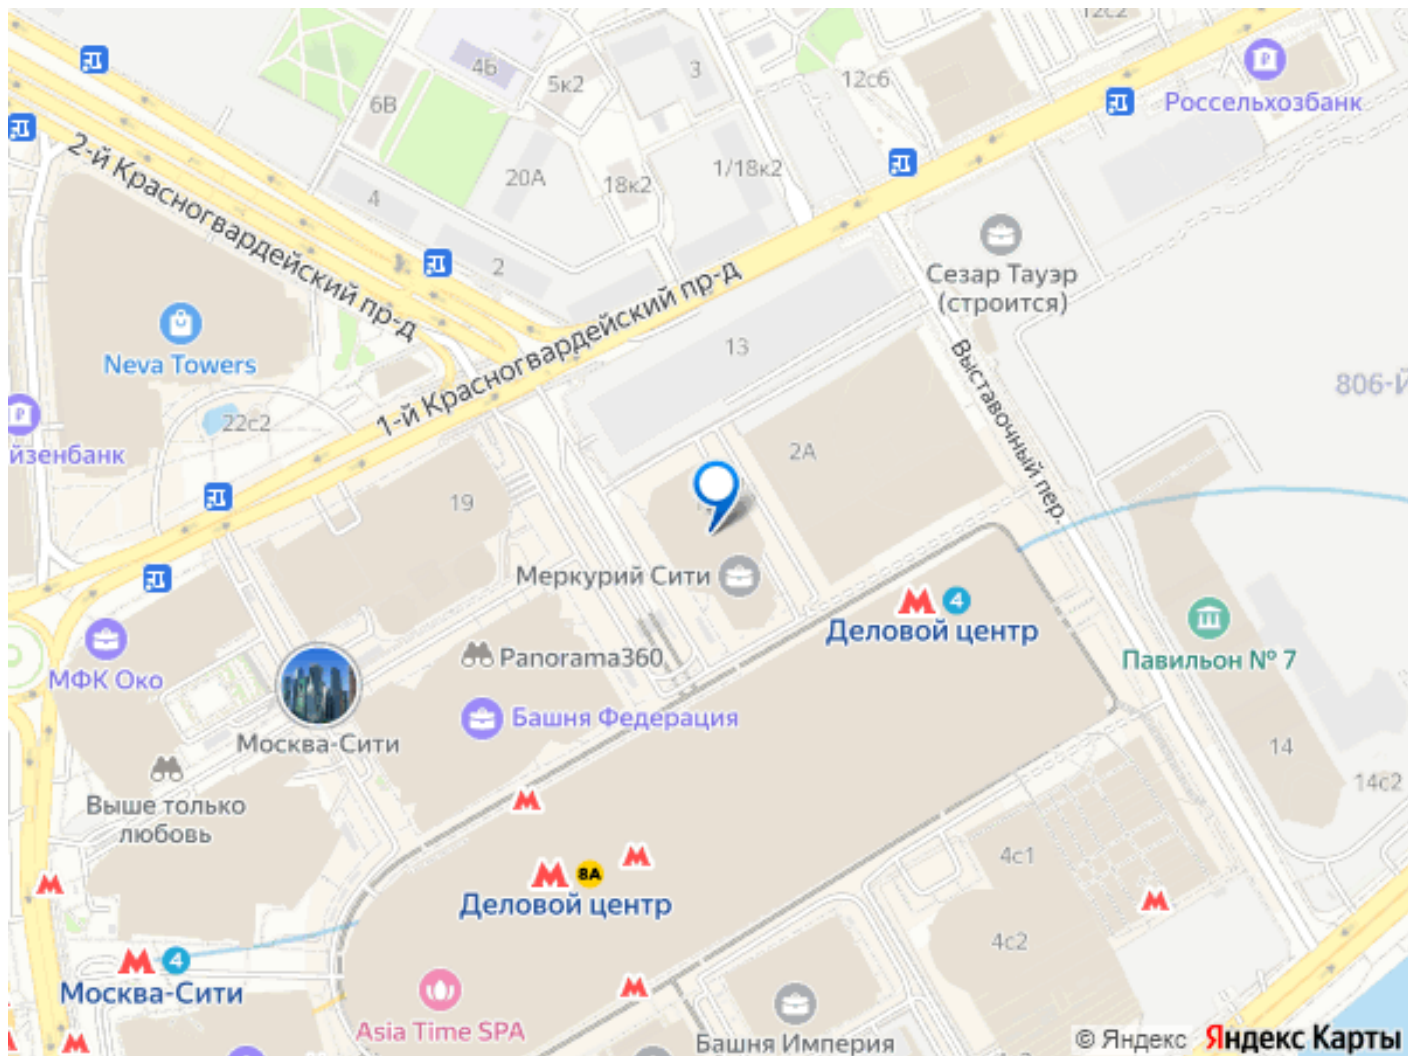 12с2
4Б
3
5к2
12с6
6В
Россельхозбанк
2-й Красногвардейский пр-д
20А
18к2
1/18к2
4
2
Сезар Тауэр
(строится)
1-й Красногвардейский пр-д
13
Neva Towers
Выставочный пер.
806-Й
22с2
йзенбанк
2А
19
Меркурий Сити
4
Деловой центр
Panorama360
Павильон № 7
МФК Око
Башня Федерация
Москва-Сити
14
14с2
Выше только
любовь
4с1
8А
Деловой центр
4с2
4
Москва-Сити
Asia Time SPA
Башня Империя
© Яндекс Яндекс Карты